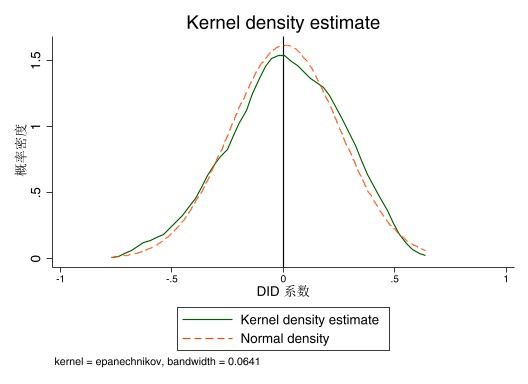 Kernel density estimate
概率密度
1.5
1
.5
0
-1
-.5
0
.5
1
DID 系数
Kernel density estimate
Normal density
kernel = epanechnikov, bandwidth = 0.0641